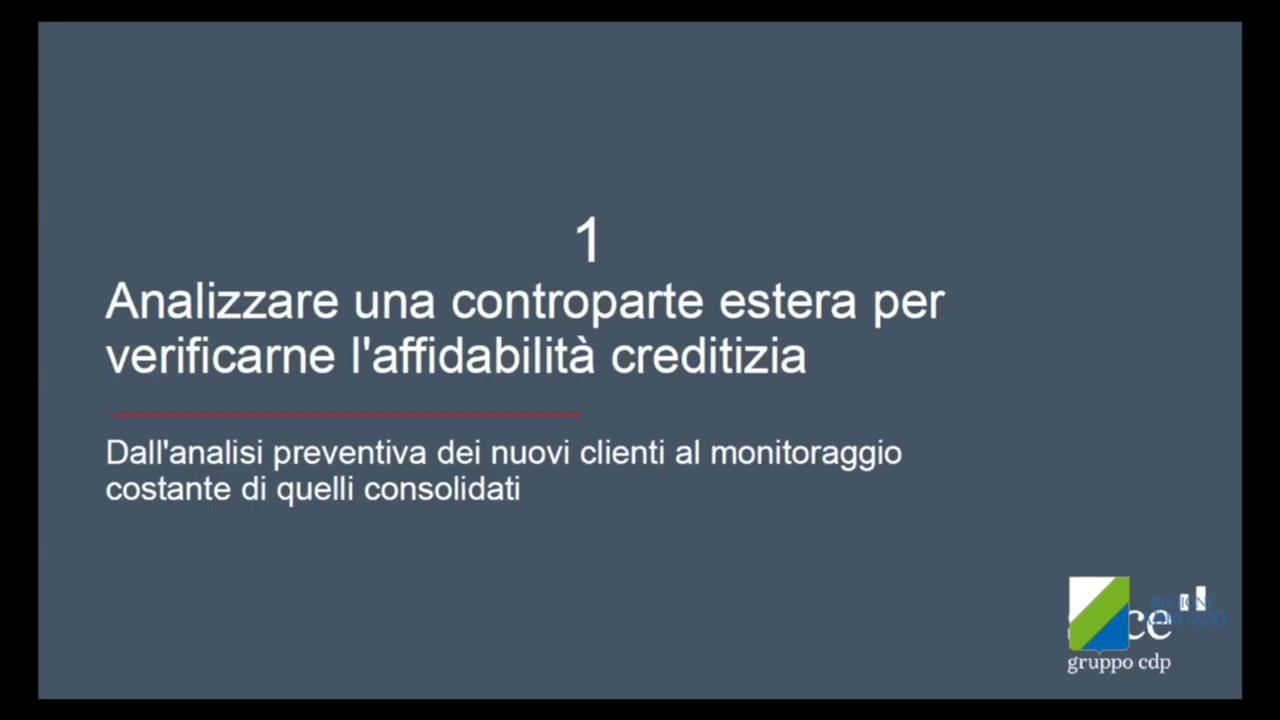 1
Analizzare una controparte estera per
verificarne l'affidabilità creditizia
Dall'analisi preventiva dei nuovi clienti al monitoraggio
costante di quelli consolidati
REGIONE
gruppo cdp